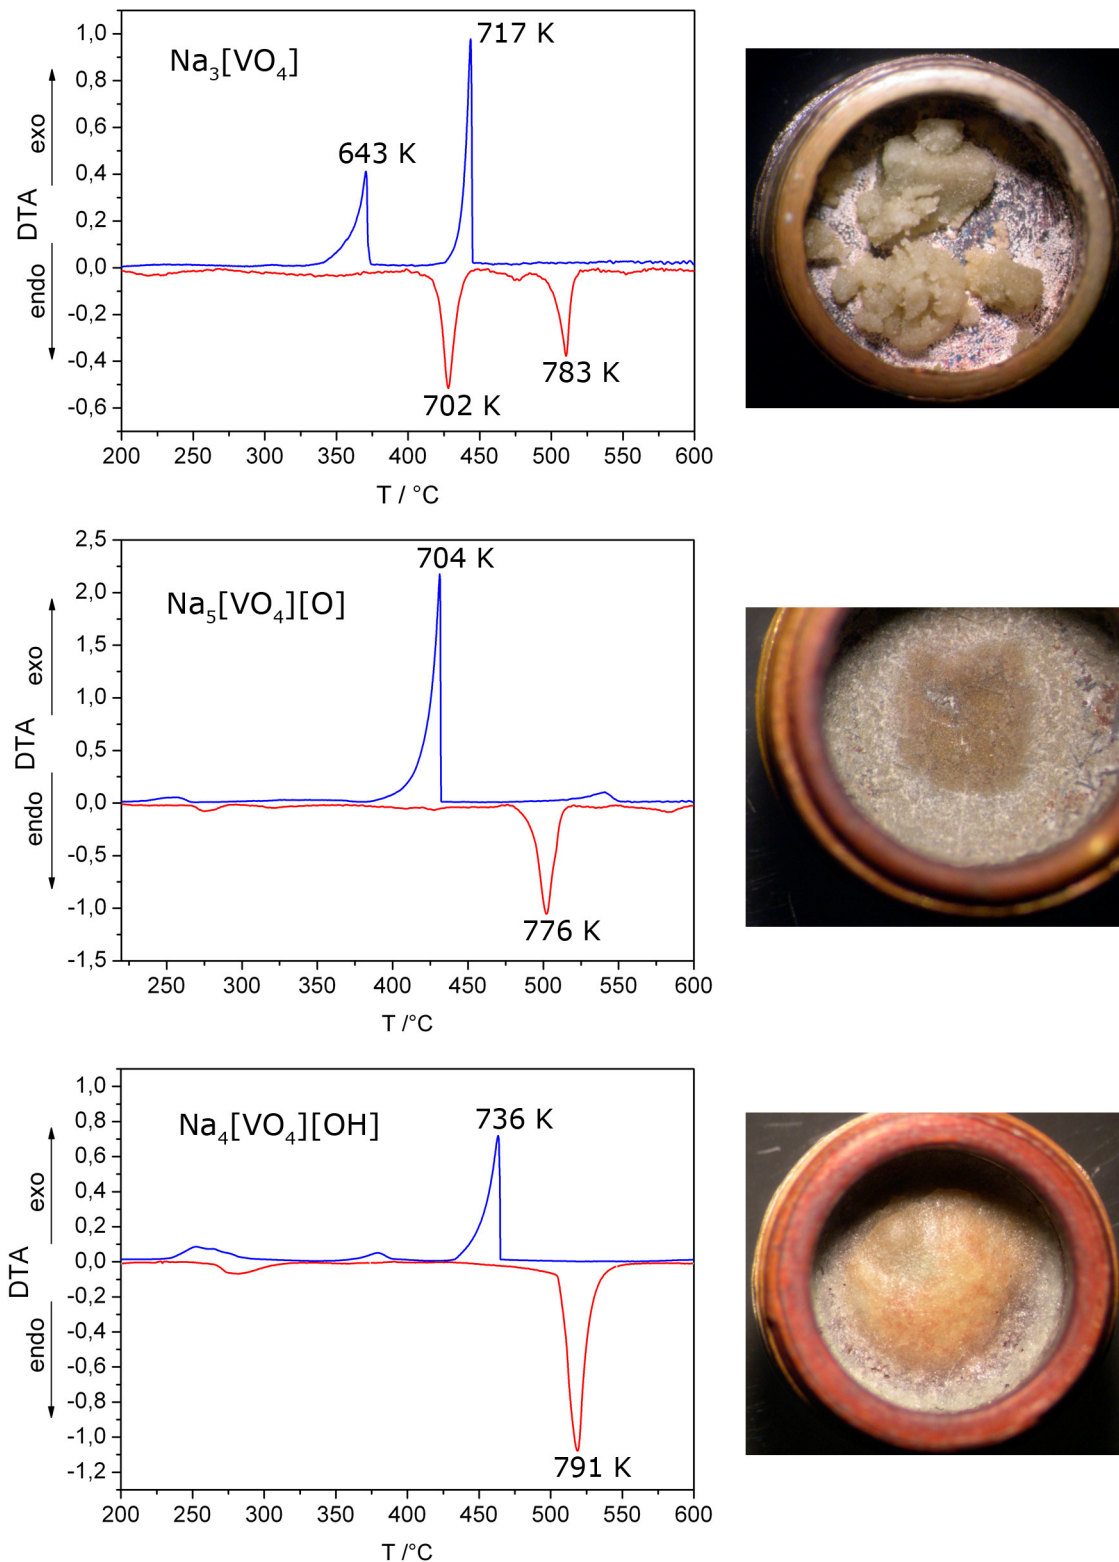 1,0
717 K
Na₃[VO₄]
0,8
0,6
643 K
0,4
0,2
0,0
-0,2
-0,4
783 K
-0,6
702 K
exo
DTA
endo
200 250 300 350 400 450 500 550 600
T / °C
2,5
704 K
2,0
Na₅[VO₄][O]
1,5
1,0
0,5
0,0
-0,5
-1,0
776 K
-1,5
exo
DTA
endo
250 300 350 400 450 500 550 600
T /°C
1,0
736 K
Na₄[VO₄][OH]
0,8
0,6
0,4
0,2
0,0
-0,2
-0,4
-0,6
-0,8
-1,0
791 K
-1,2
exo
DTA
endo
200 250 300 350 400 450 500 550 600
T /°C